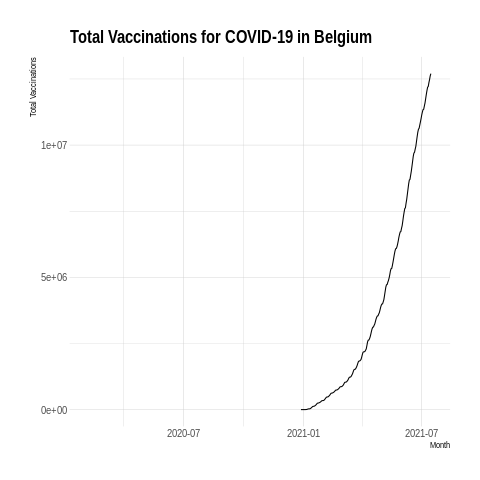 Total Vaccinations for COVID-19 in Belgium
Total Vaccinations
1e+07
5e+06
0e+00
2020-07 2021-01 2021-07
Month